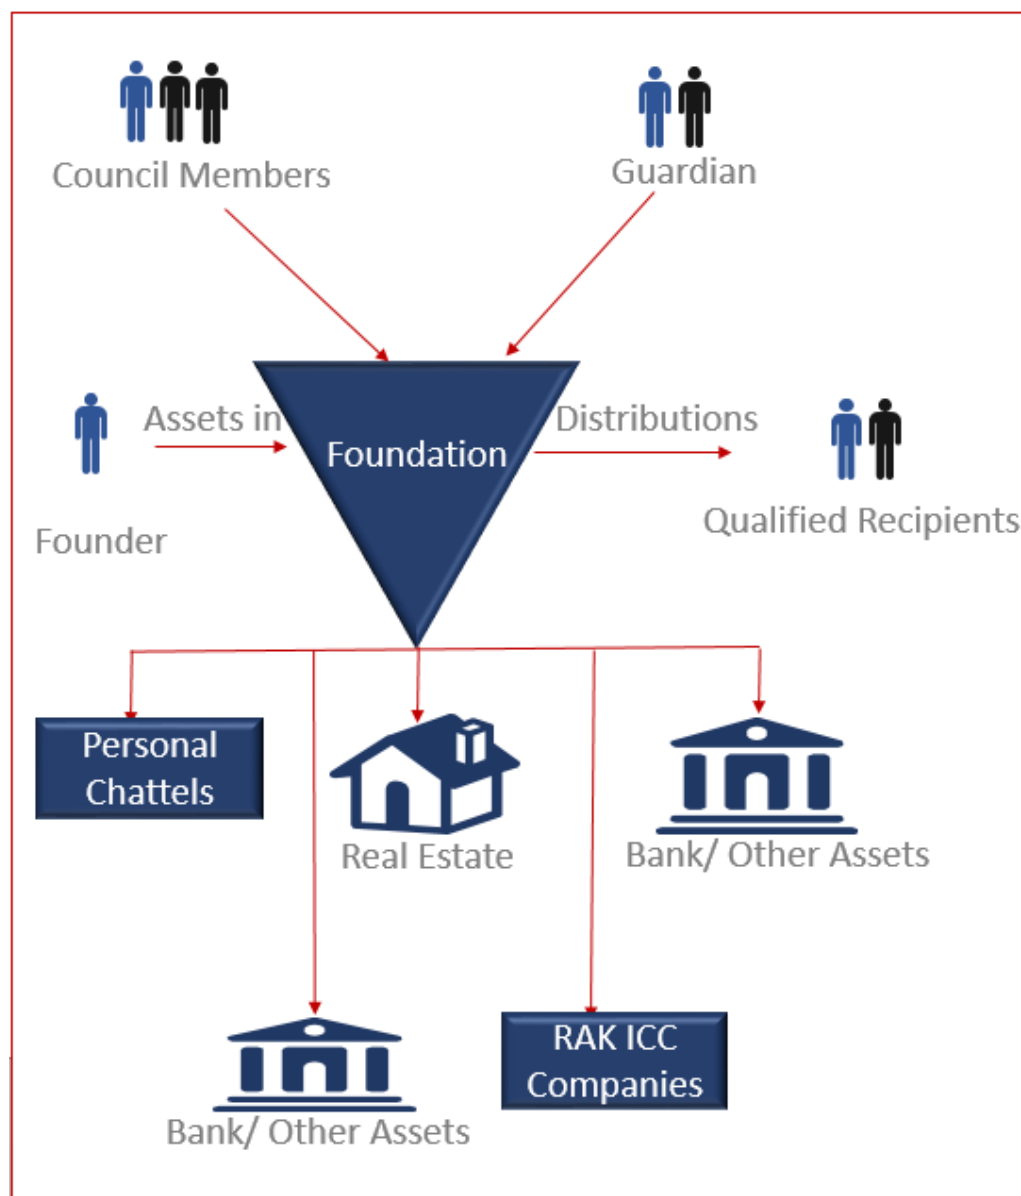 Council Members
Guardian
Assets in
Distributions
Foundation
Founder
Qualified Recipients
Personal
Chattels
Real Estate
Bank/ Other Assets
RAK ICC
Companies
Bank/ Other Assets